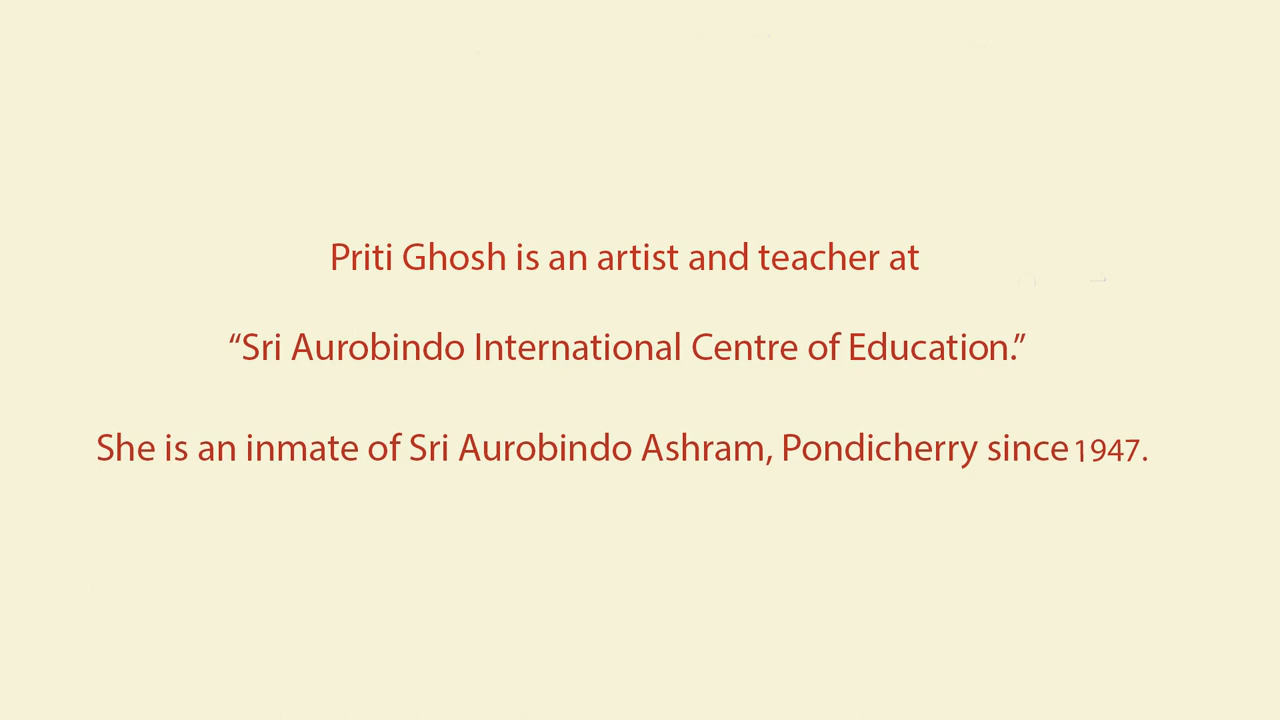 Priti Ghosh is an artist and teacher at
“Sri Aurobindo International Centre of Education.”
She is an inmate of Sri Aurobindo Ashram, Pondicherry since 1947.